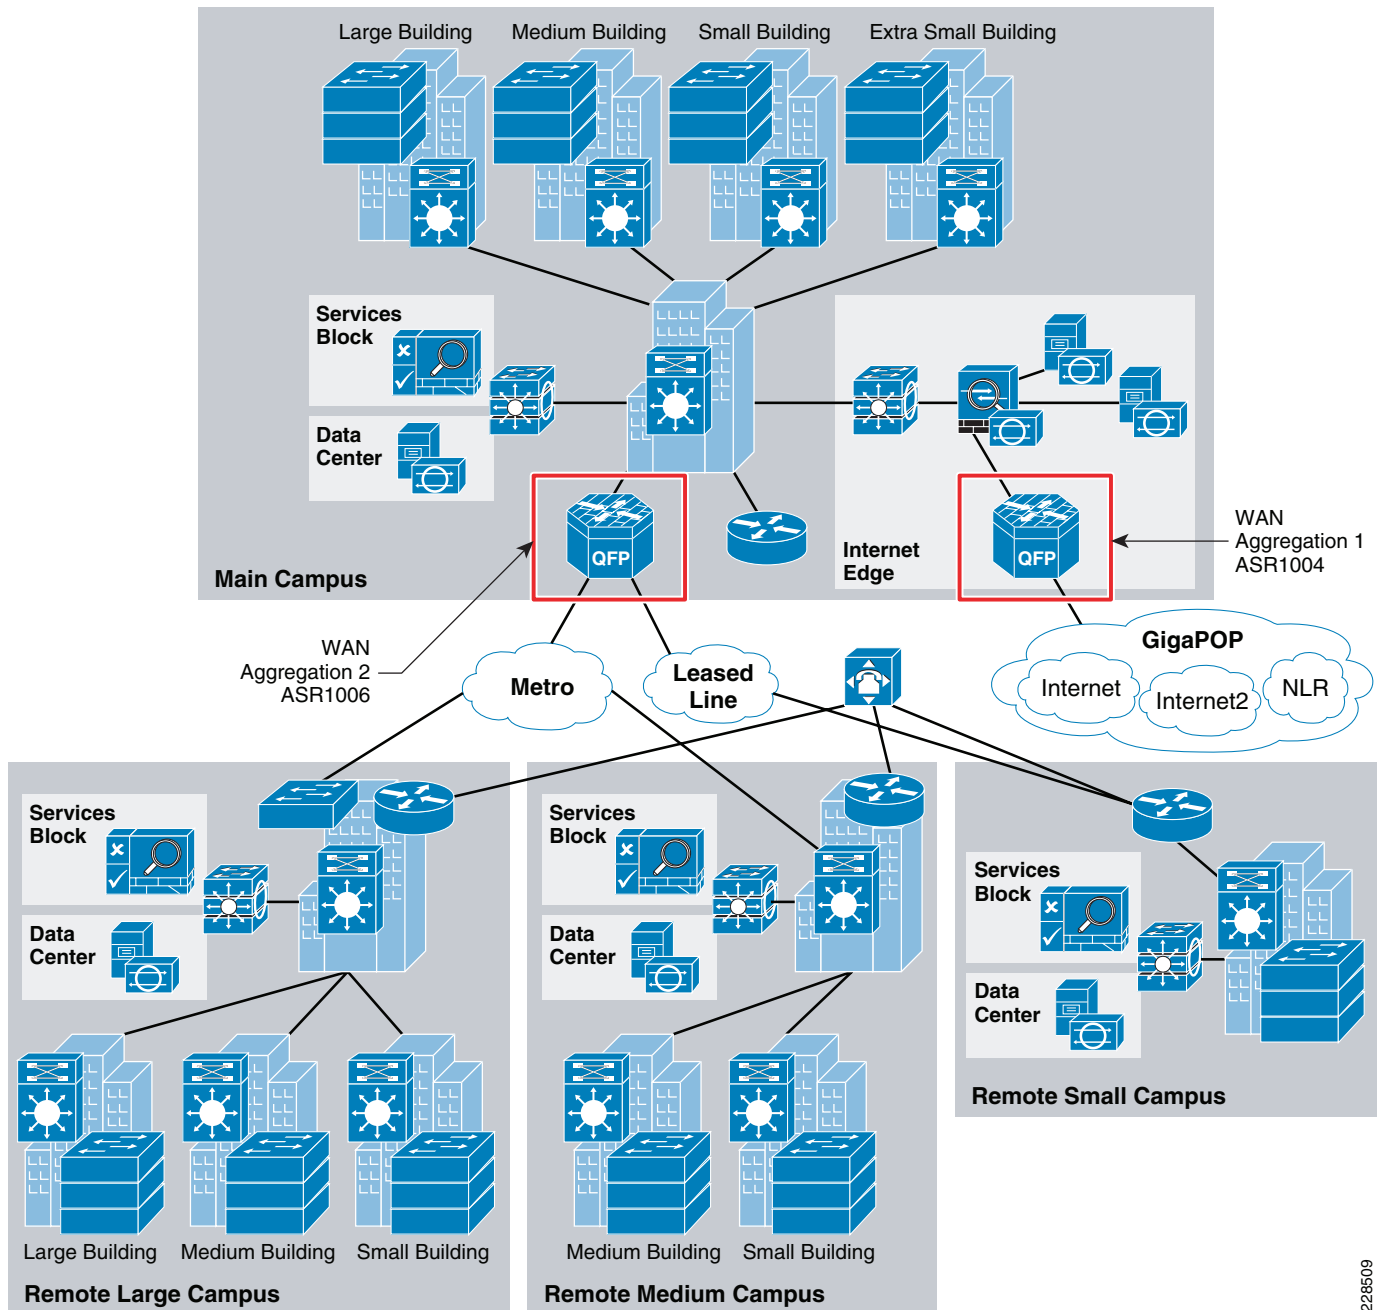 Large Building
Medium Building
Small Building
Extra Small Building
Services
Block
Data
Center
QFP
Internet
Edge
QFP
WAN
Aggregation 1
ASR1004
Main Campus
WAN
Aggregation 2
ASR1006
Metro
Leased
Line
GigaPOP
Internet
Internet2
NLR
Services
Block
Data
Center
Large Building
Medium Building
Small Building
Remote Large Campus
Services
Block
Data
Center
Medium Building
Small Building
Remote Medium Campus
Services
Block
Data
Center
Remote Small Campus
228509